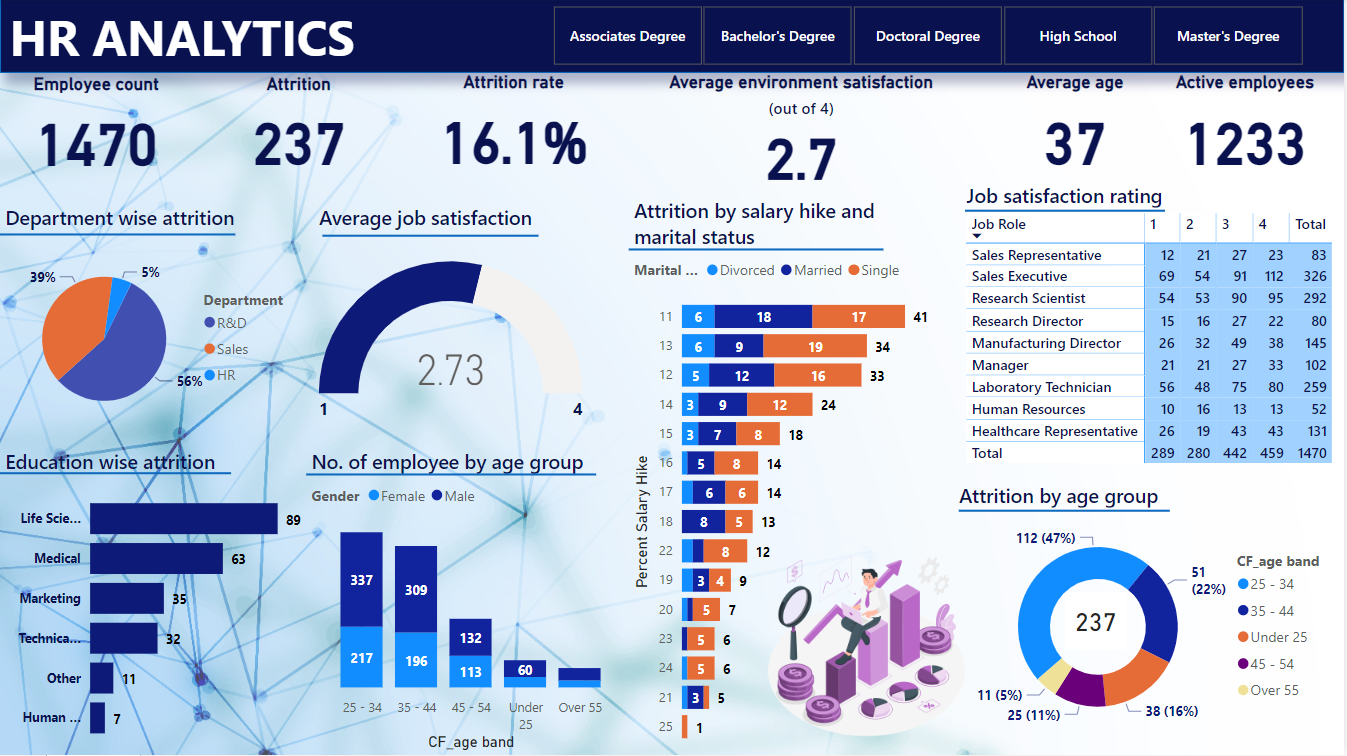 HR ANALYTICS
Associates Degree
Bachelor's Degree
Doctoral Degree
High School
Master's Degree
Employee count
1470
Attrition
237
Attrition rate
16.1%
Average environment satisfaction
(out of 4)
2.7
Average age
37
Active employees
1233
Department wise attrition
39%
5%
56%
Department
R&D
Sales
HR
Average job satisfaction
2.73
1
4
Attrition by salary hike and
marital status
Marital ... Divorced Married Single
Percent Salary Hike
11 6 18 17 41
13 6 9 19 34
12 5 12 16 33
14 3 9 12 24
15 3 7 8 18
16 5 8 14
17 6 6 14
18 8 5 13
22 8 12
19 3 4 9
20 5 7
23 5 6
24 5 6
21 3 5
25 1
Job satisfaction rating
Job Role 1 2 3 4 Total
Sales Representative 12 21 27 23 83
Sales Executive 69 54 91 112 326
Research Scientist 54 53 90 95 292
Research Director 15 16 27 22 80
Manufacturing Director 26 32 49 38 145
Manager 21 21 27 33 102
Laboratory Technician 56 48 75 80 259
Human Resources 10 16 13 13 52
Healthcare Representative 26 19 43 43 131
Total 289 280 442 459 1470
Education wise attrition
Life Scie... 89
Medical 63
Marketing 35
Technica... 32
Other 11
Human ... 7
No. of employee by age group
Gender Female Male
337 309 132 60
217 196 113
25 - 34 35 - 44 45 - 54 Under Over 55
25
CF_age band
Attrition by age group
112 (47%)
51
(22%)
237
11 (5%)
25 (11%)
38 (16%)
CF_age band
25 - 34
35 - 44
Under 25
45 - 54
Over 55